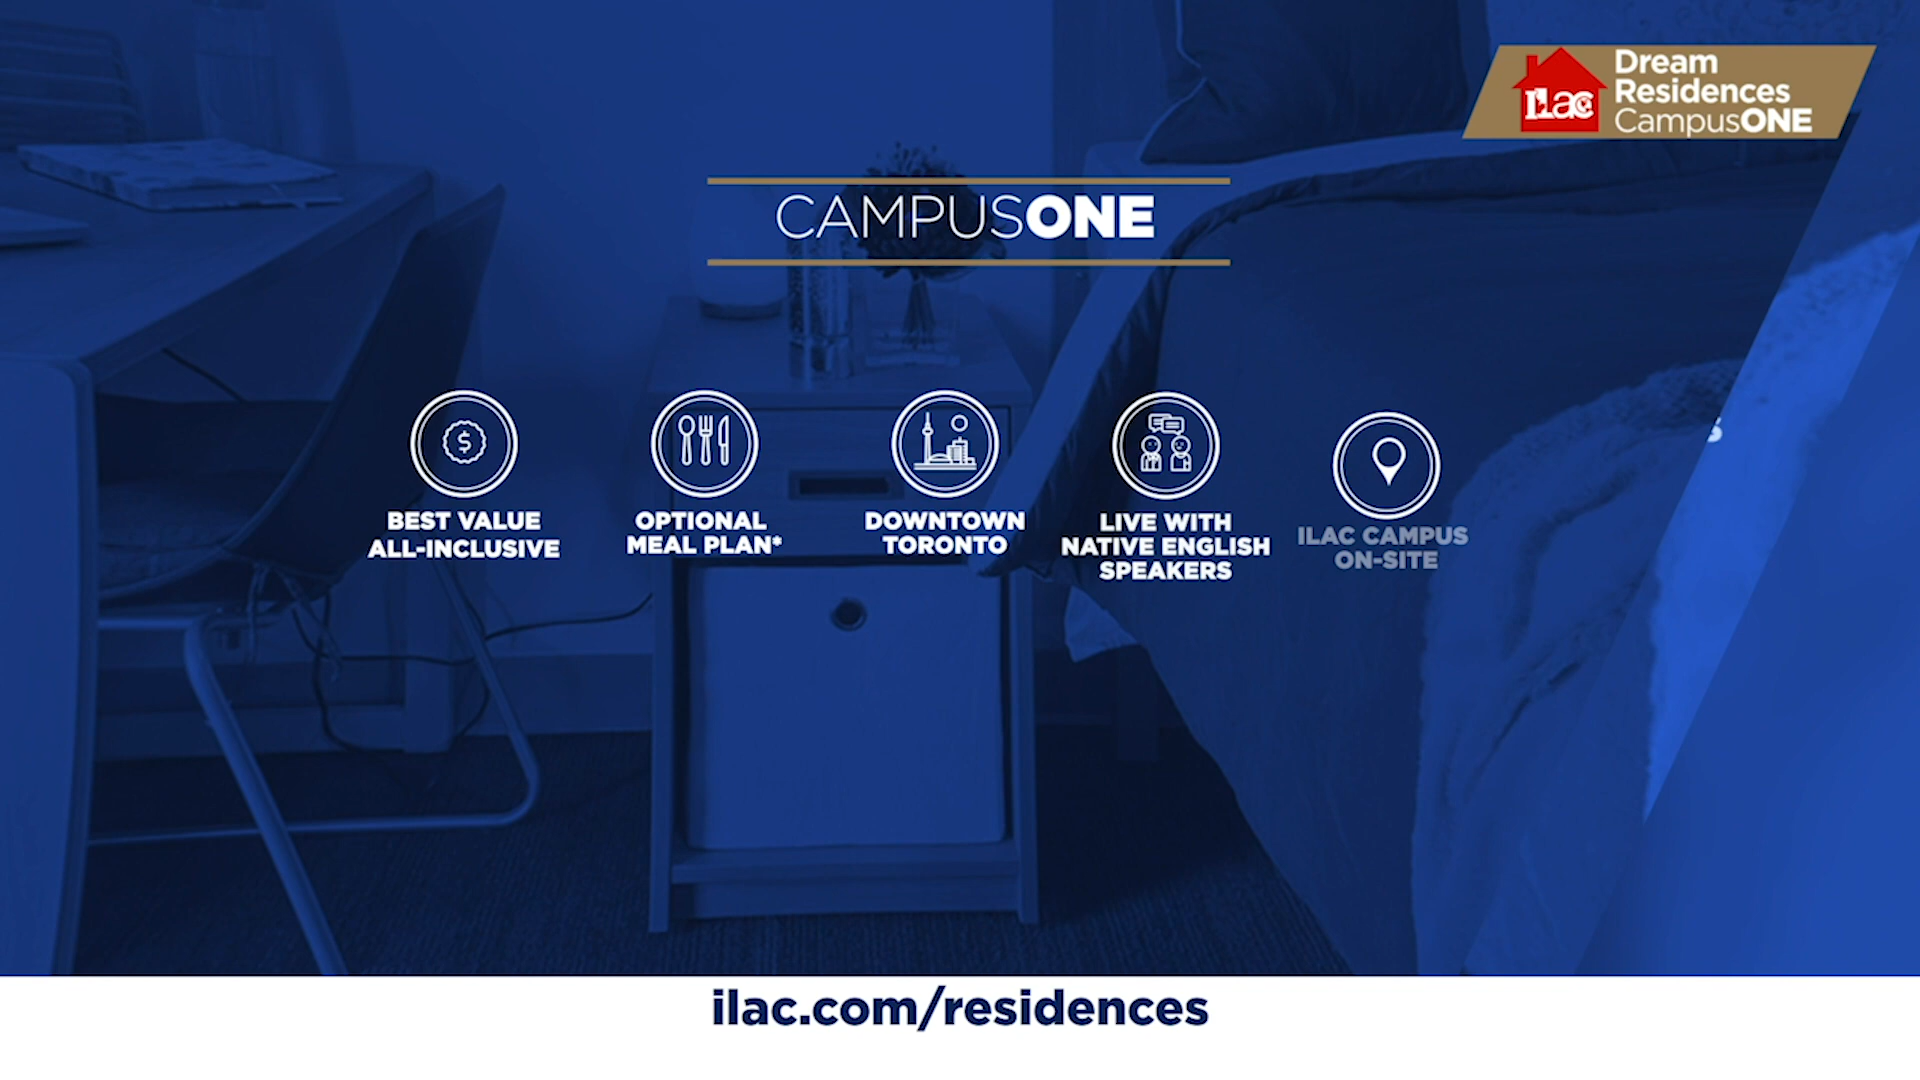 ILAC
Dream
Residences
CampusONE
CAMPUSONE
BEST VALUE
ALL-INCLUSIVE
OPTIONAL
MEAL PLAN*
DOWNTOWN
TORONTO
LIVE WITH
NATIVE ENGLISH
SPEAKERS
ILAC CAMPUS
ON-SITE
ilac.com/residences